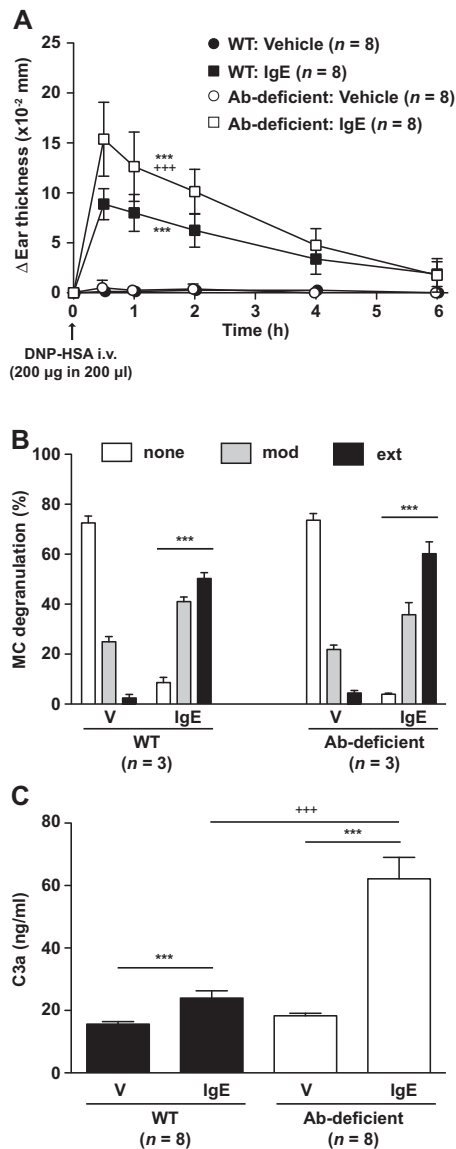 A
WT: Vehicle (n = 8)
WT: IgE (n = 8)
Ab-deficient: Vehicle (n = 8)
Ab-deficient: IgE (n = 8)
Δ Ear thickness (x10⁻² mm)
25
20
15
10
5
0
***
+++
***
0 1 2 3 4 5 6
Time (h)
DNP-HSA i.v.
(200 µg in 200 µl)
B
none mod ext
MC degranulation (%)
100
80
60
40
20
0
*** ***
V IgE V IgE
WT Ab-deficient
(n = 3) (n = 3)
C
C3a (ng/ml)
80
60
40
20
0
+++
***
***
V IgE V IgE
WT Ab-deficient
(n = 8) (n = 8)